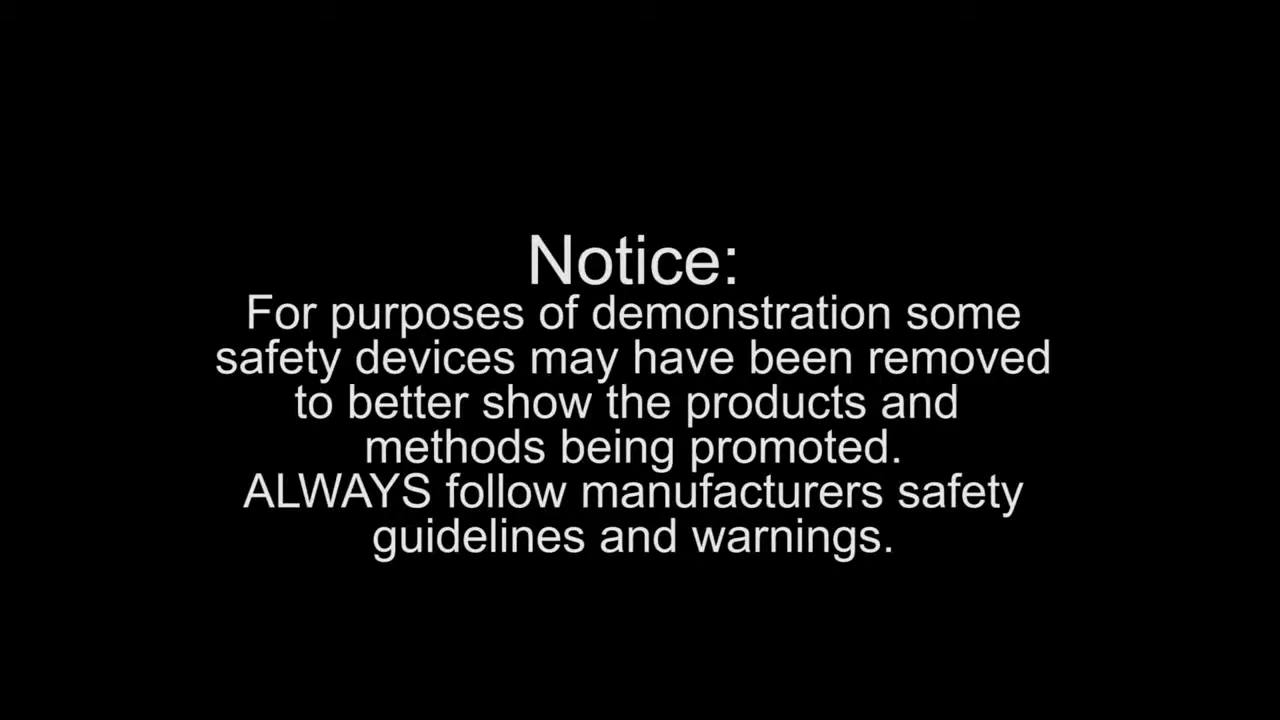 Notice:
For purposes of demonstration some
safety devices may have been removed
to better show the products and
methods being promoted.
ALWAYS follow manufacturers safety
guidelines and warnings.